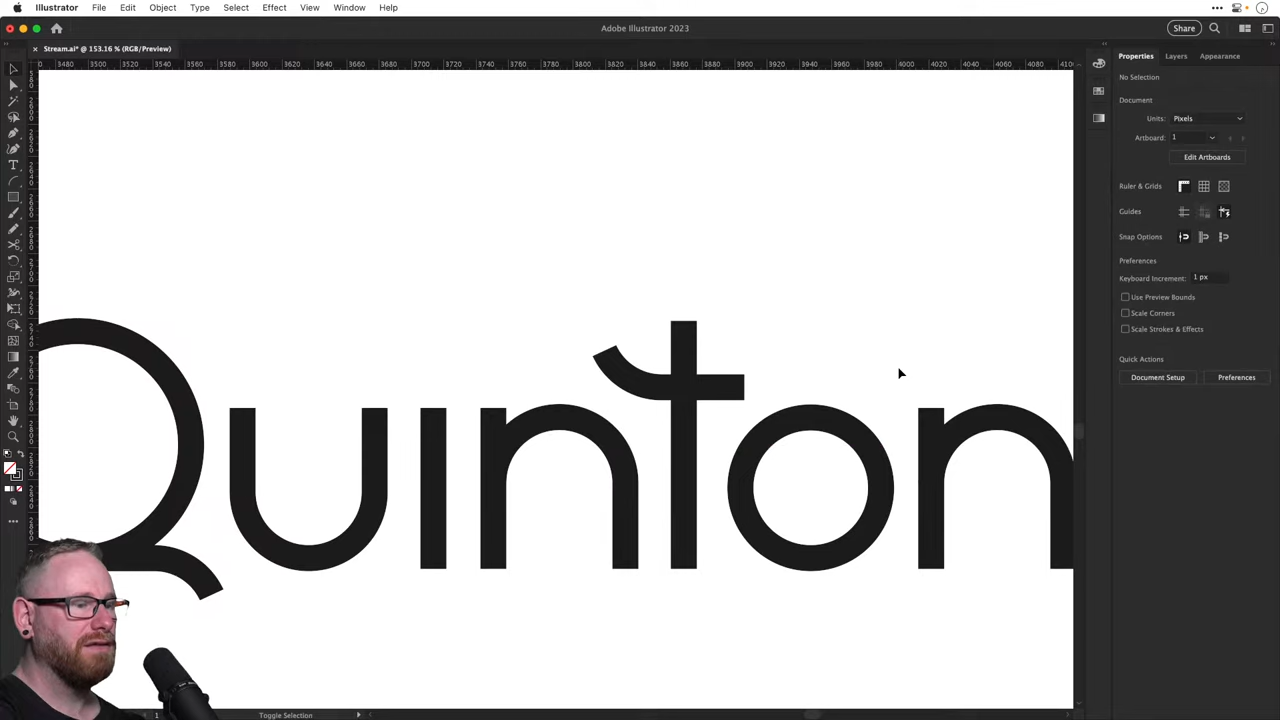 Illustrator File Edit Object Type Select Effect View Window Help
Adobe Illustrator 2023
Share
× Stream.ai* @ 153.16 % (RGB/Preview)
3480 3500 3520 3540 3560 3580 3600 3620 3640 3660 3680 3700 3720 3740 3760 3780 3800 3820 3840 3860 3880 3900 3920 3940 3960 3980 4000 4020 4040 4060 4080
Properties Layers Appearance
No Selection
Document
Units: Pixels
Artboard: 1
Edit Artboards
Ruler & Grids
Guides
Snap Options
Preferences
Keyboard Increment: 1 px
Use Preview Bounds
Scale Corners
Scale Strokes & Effects
Quick Actions
Document Setup Preferences
Quinton
1 Toggle Selection